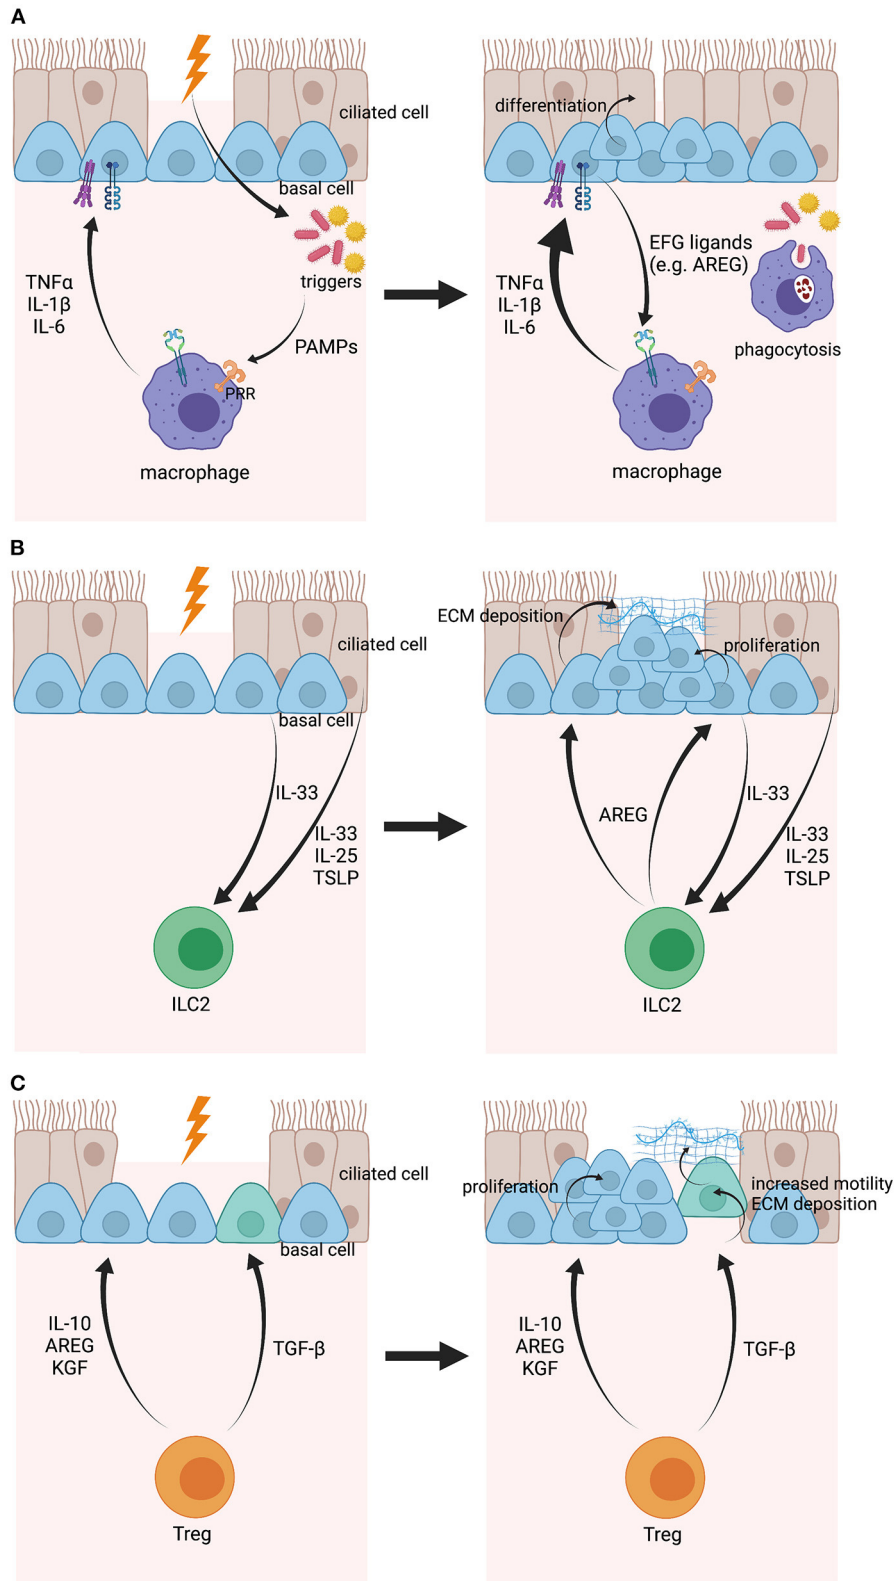 A
ciliated cell
basal cell
triggers
TNFα
IL-1β
IL-6
PAMPs
PRR
macrophage
differentiation
EFG ligands
(e.g. AREG)
TNFα
IL-1β
IL-6
phagocytosis
macrophage
B
ciliated cell
basal cell
IL-33
IL-33
IL-25
TSLP
ILC2
ECM deposition
proliferation
AREG
IL-33
IL-33
IL-25
TSLP
ILC2
C
ciliated cell
basal cell
IL-10
AREG
KGF
TGF-β
Treg
proliferation
increased motility
ECM deposition
IL-10
AREG
KGF
TGF-β
Treg